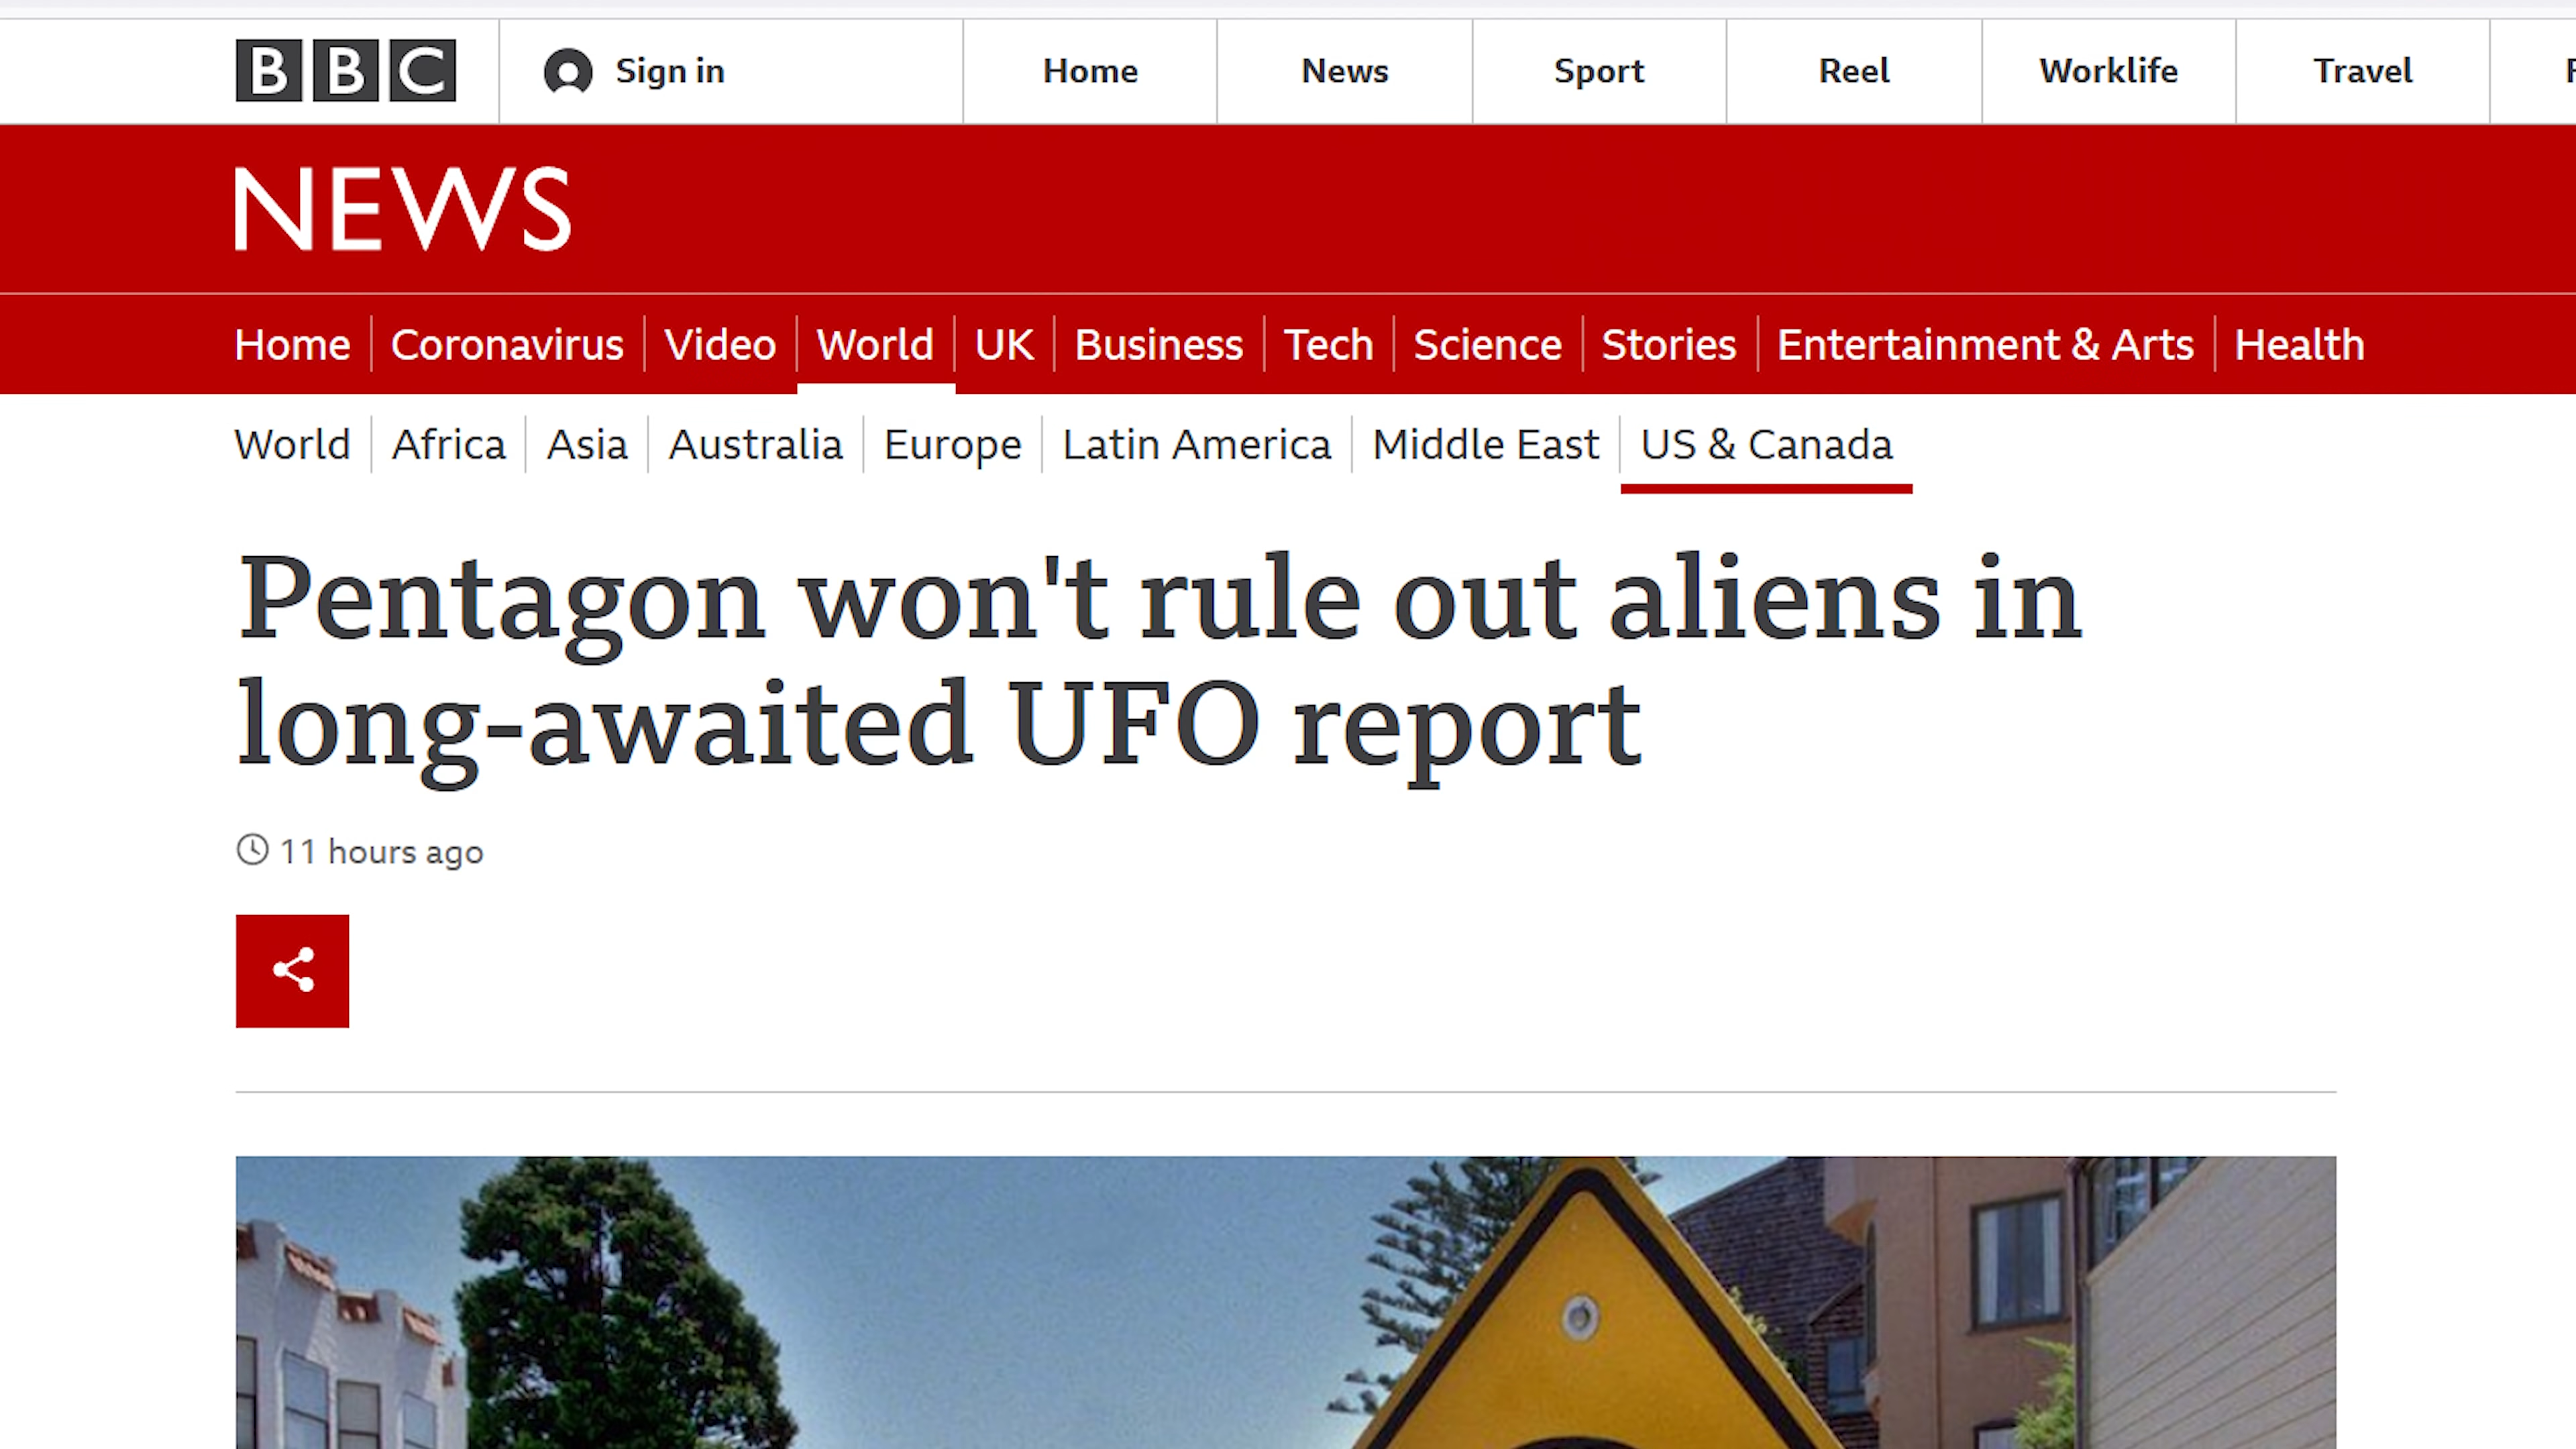 BBC Sign in Home News Sport Reel Worklife Travel
NEWS
Home Coronavirus Video World UK Business Tech Science Stories Entertainment & Arts Health
World Africa Asia Australia Europe Latin America Middle East US & Canada
Pentagon won't rule out aliens in
long-awaited UFO report
11 hours ago